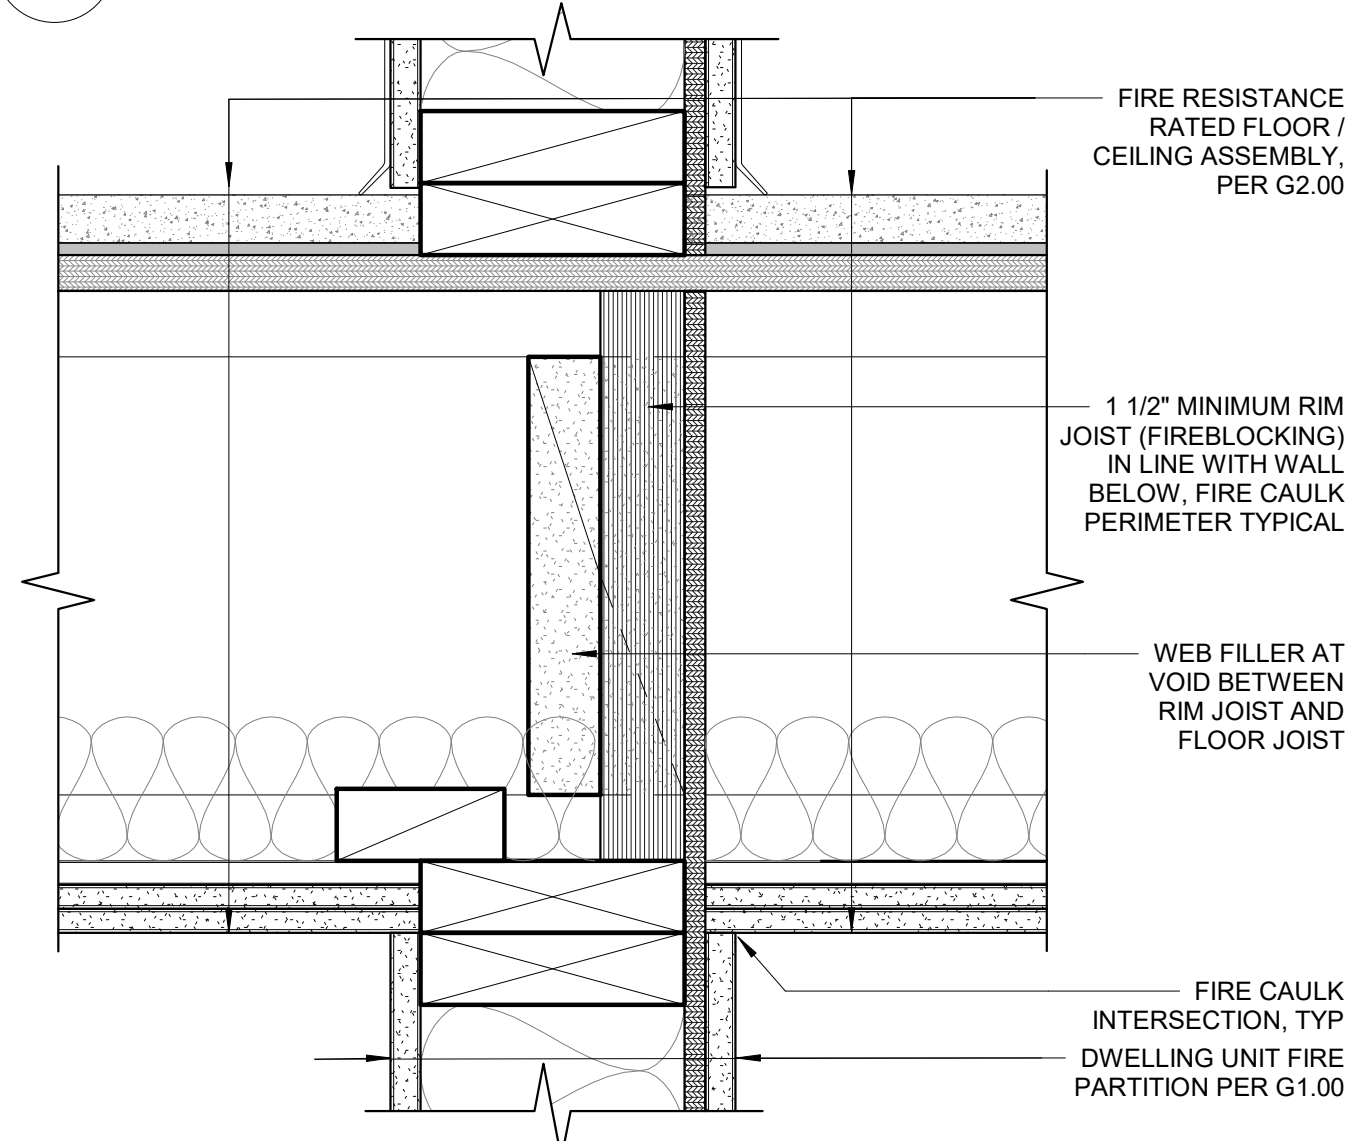 FIRE RESISTANCE
RATED FLOOR /
CEILING ASSEMBLY,
PER G2.00
1 1/2" MINIMUM RIM
JOIST (FIREBLOCKING)
IN LINE WITH WALL
BELOW, FIRE CAULK
PERIMETER TYPICAL
WEB FILLER AT
VOID BETWEEN
RIM JOIST AND
FLOOR JOIST
FIRE CAULK
INTERSECTION, TYP
DWELLING UNIT FIRE
PARTITION PER G1.00